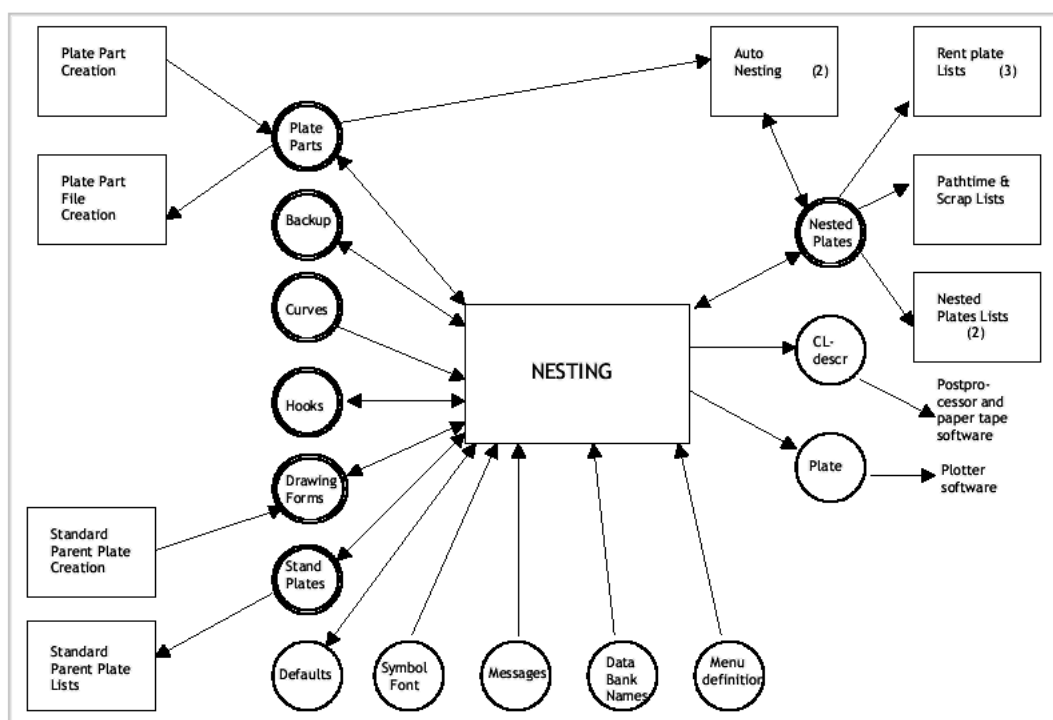 Plate Part
Creation
Auto
Nesting (2)
Rent plate
Lists (3)
Plate
Parts
Plate Part
File
Creation
Pathtime &
Scrap Lists
Backup
Nested
Plates
Curves
Nested
Plates Lists
(2)
CL-
descr
NESTING
Hooks
Postpro-
cessor and
paper tape
software
Drawing
Forms
Plate
Plotter
software
Standard
Parent Plate
Creation
Stand
Plates
Standard
Parent Plate
Lists
Defaults
Symbol
Font
Messages
Data
Bank
Names
Menu
definition